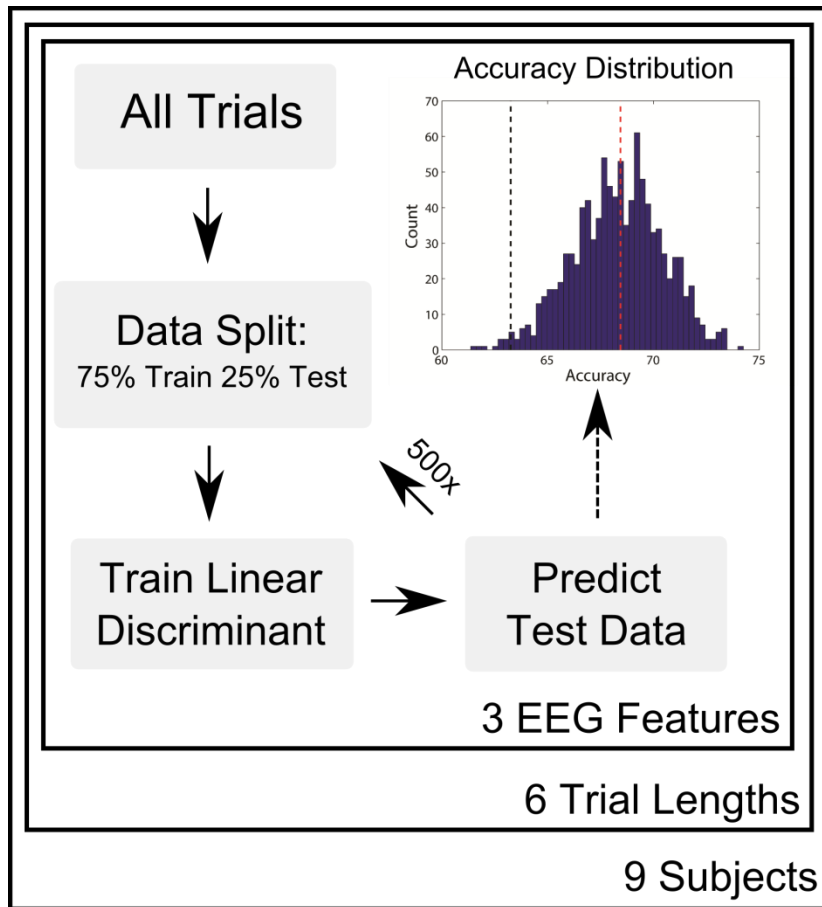 All Trials
Data Split:
75% Train 25% Test
Train Linear
Discriminant
Predict
Test Data
500x
Accuracy Distribution
70
60
50
40
30
20
10
0
Count
60
65
70
75
Accuracy
3 EEG Features
6 Trial Lengths
9 Subjects